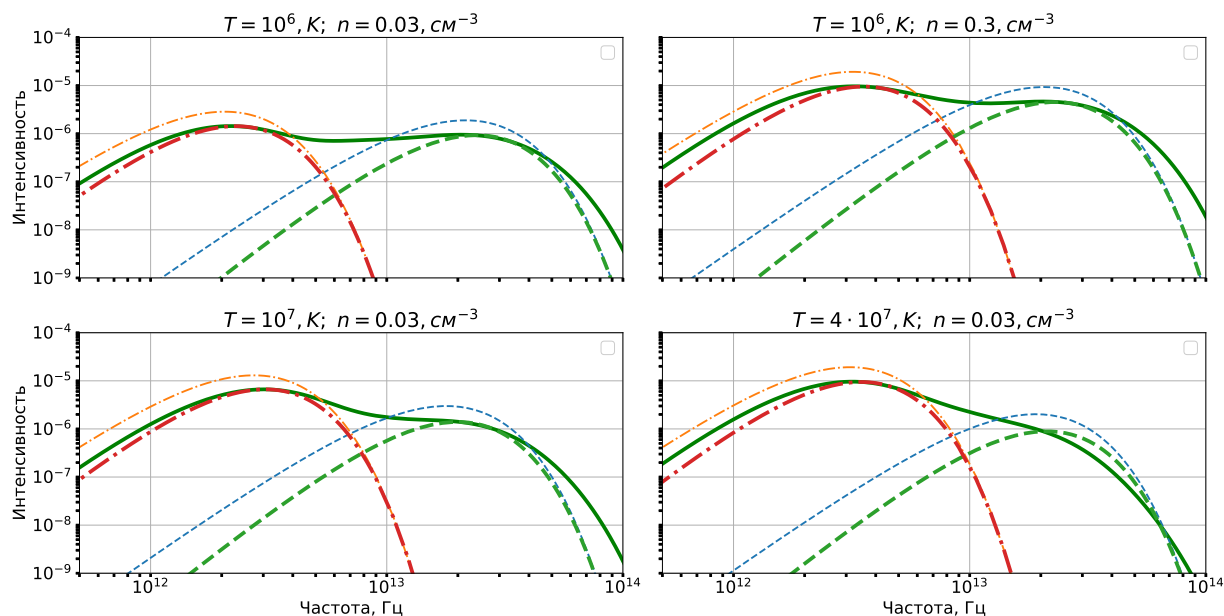 T = 10⁶, K; n = 0.03, см⁻³
T = 10⁶, K; n = 0.3, см⁻³
10⁻⁴
10⁻⁵
10⁻⁶
10⁻⁷
10⁻⁸
10⁻⁹
Интенсивность
T = 10⁷, K; n = 0.03, см⁻³
T = 4 · 10⁷, K; n = 0.03, см⁻³
10⁻⁴
10⁻⁵
10⁻⁶
10⁻⁷
10⁻⁸
10⁻⁹
Интенсивность
10¹² 10¹³ 10¹⁴
10¹² 10¹³ 10¹⁴
Частота, Гц
Частота, Гц